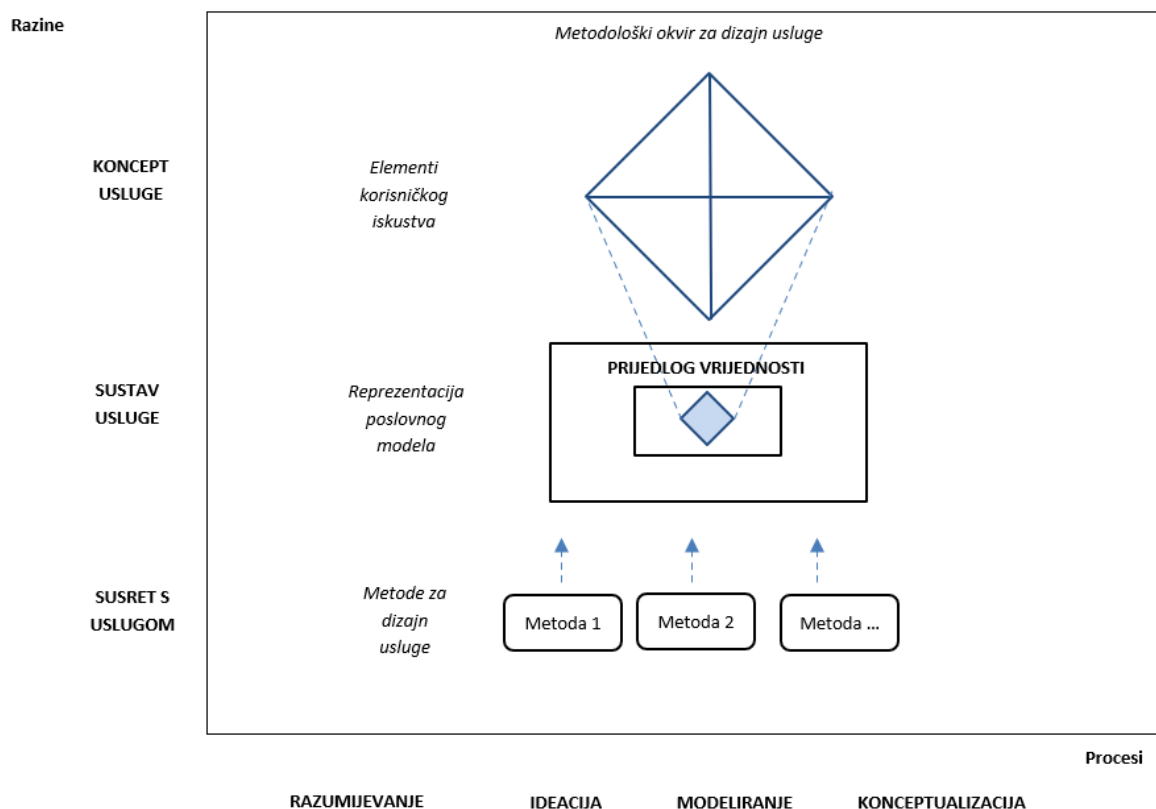 Razine
Metodološki okvir za dizajn usluge
KONCEPT
USLUGE
Elementi
korisničkog
iskustva
SUSTAV
USLUGE
Reprezentacija
poslovnog
modela
PRIJEDLOG VRIJEDNOSTI
SUSRET S
USLUGOM
Metode za
dizajn
usluge
Metoda 1
Metoda 2
Metoda ...
Procesi
RAZUMIJEVANJE
IDEACIJA
MODELIRANJE
KONCEPTUALIZACIJA